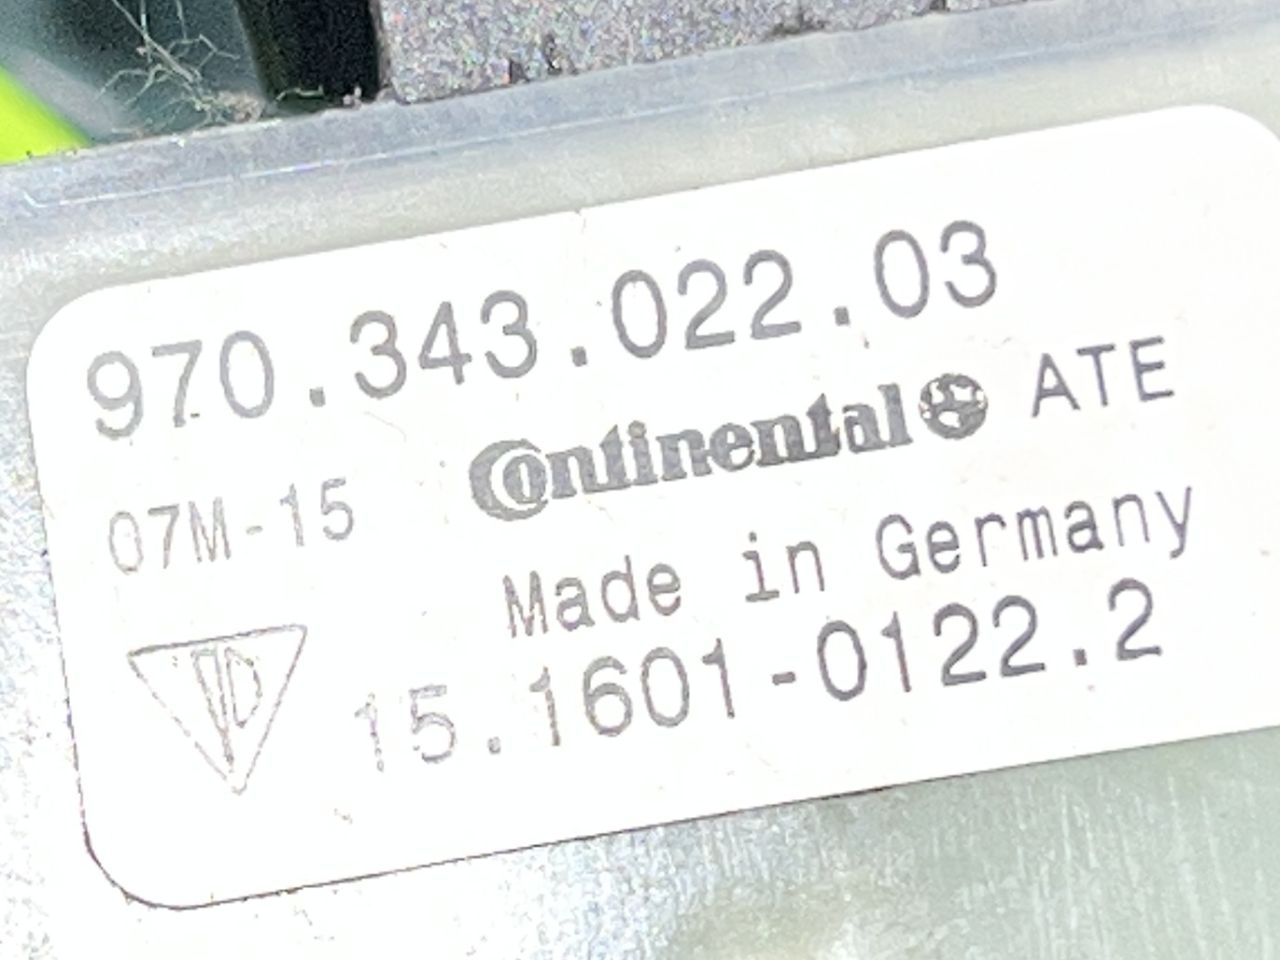 970.343.022.03
Continental ATE
07M-15
Made in Germany
15.1601-0122.2